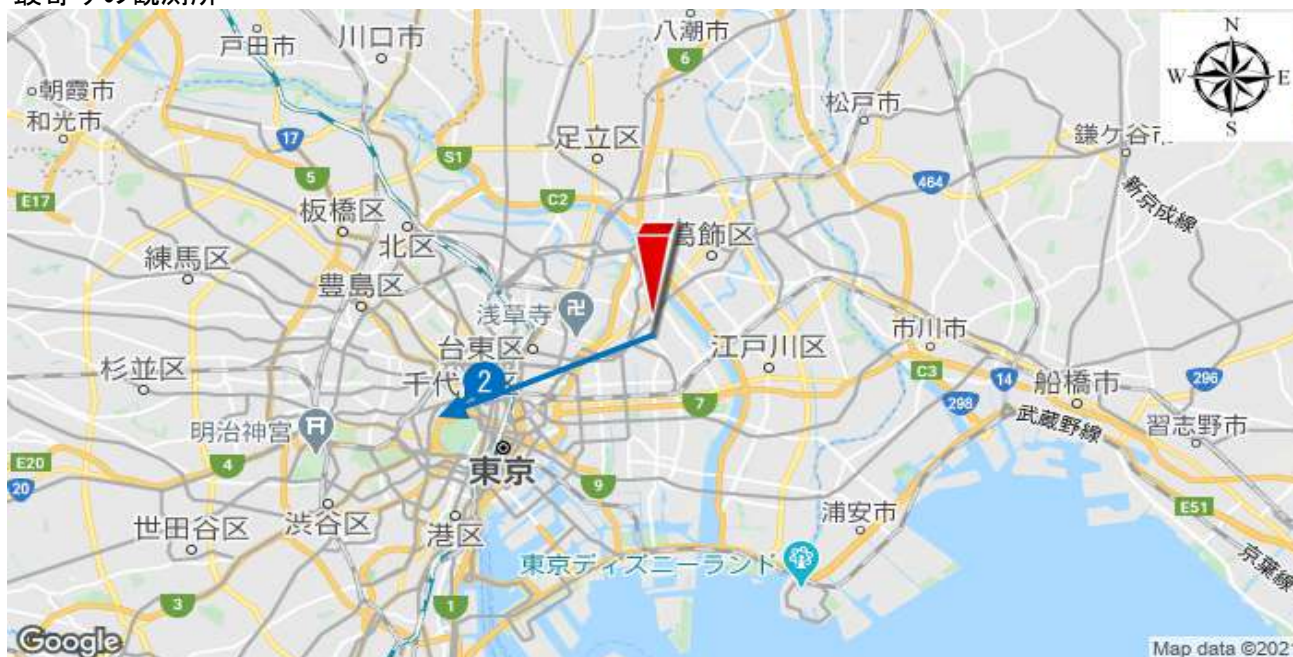 最寄りの観測所
戸田市
川口市
八潮市
6
N
W
E
S
朝霞市
和光市
17
足立区
松戸市
鎌ケ谷市
5
S1
C2
464
E17
板橋区
北区
葛飾区
新京成線
練馬区
豊島区
浅草寺
台東区
江戸川区
市川市
杉並区
2
C3
14
船橋市
296
7
298
武蔵野線
習志野市
明治神宮
E20
4
東京
20
9
浦安市
E51
世田谷区
渋谷区
港区
東京ディズニーランド
京葉線
3
1
Google
Map data ©202